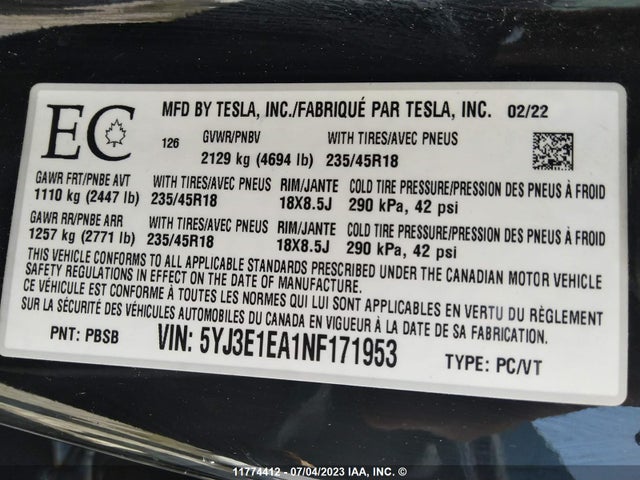 EC
MFD BY TESLA, INC./FABRIQUÉ PAR TESLA, INC. 02/22
126 GVWR/PNBV WITH TIRES/AVEC PNEUS
2129 kg (4694 lb) 235/45R18
GAWR FRT/PNBE AVT WITH TIRES/AVEC PNEUS RIM/JANTE COLD TIRE PRESSURE/PRESSION DES PNEUS À FROID
1110 kg (2447 lb) 235/45R18 18X8.5J 290 kPa, 42 psi
GAWR RR/PNBE ARR WITH TIRES/AVEC PNEUS RIM/JANTE COLD TIRE PRESSURE/PRESSION DES PNEUS À FROID
1257 kg (2771 lb) 235/45R18 18X8.5J 290 kPa, 42 psi
THIS VEHICLE CONFORMS TO ALL APPLICABLE STANDARDS PRESCRIBED UNDER THE CANADIAN MOTOR VEHICLE
SAFETY REGULATIONS IN EFFECT ON THE DATE OF MANUFACTURE.
CE VÉHICULE EST CONFORME À TOUTES LES NORMES QUI LUI SONT APPLICABLES EN VERTU DU RÈGLEMENT
SUR LA SÉCURITÉ DES VÉHICULES AUTOMOBILES DU CANADA EN VIGUEUR À LA DATE DE SA FABRICATION.
PNT: PBSB VIN: 5YJ3E1EA1NF171953 TYPE: PC/VT
11774412 - 07/04/2023 IAA, INC. ©